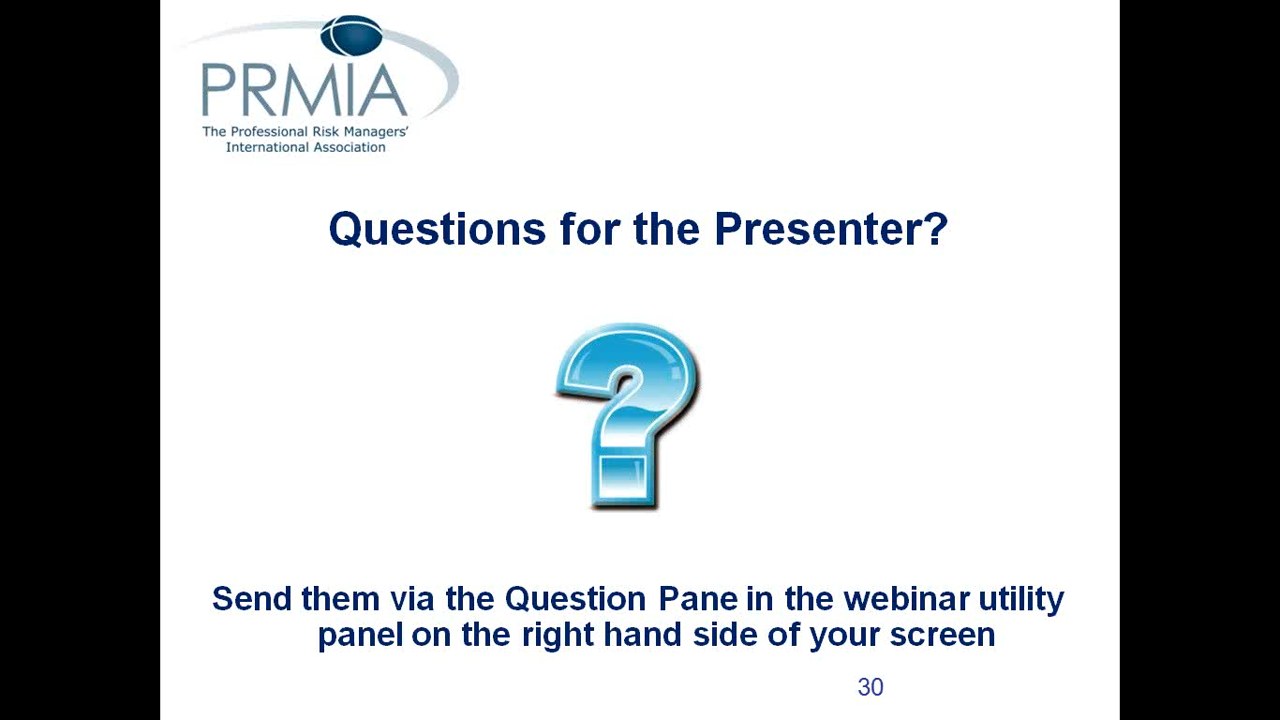 PRMIA
The Professional Risk Managers'
International Association
Questions for the Presenter?
?
Send them via the Question Pane in the webinar utility
panel on the right hand side of your screen
30